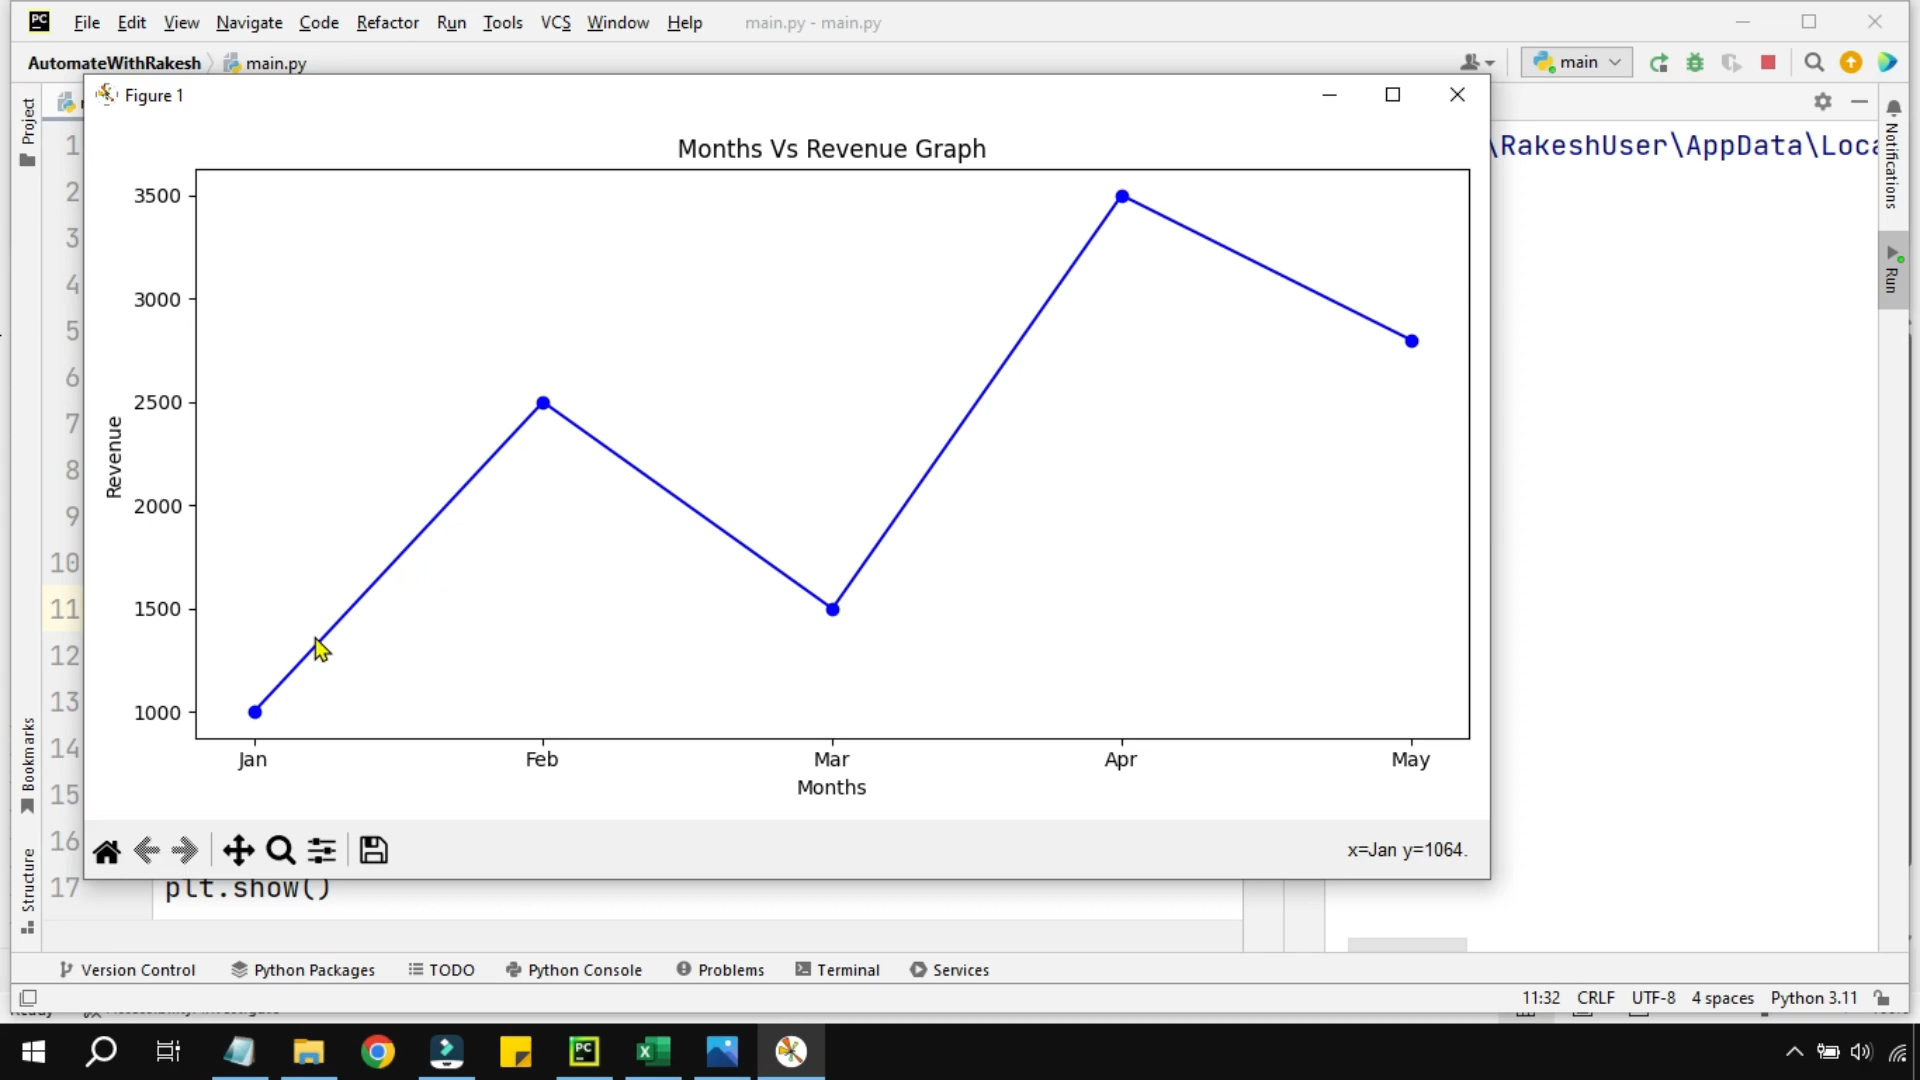 PC File Edit View Navigate Code Refactor Run Tools VCS Window Help main.py - main.py
AutomateWithRakesh main.py main
Figure 1
Project
Months Vs Revenue Graph
\RakeshUser\AppData\Loca
Notifications
Run
1
2
3
4
5
6
7
8
9
10
11
12
13
14
15
16
17
3500
3000
2500
2000
1500
1000
Revenue
Jan Feb Mar Apr May
Months
x=Jan y=1064.
plt.show()
Bookmarks
Structure
Version Control Python Packages TODO Python Console Problems Terminal Services
11:32 CRLF UTF-8 4 spaces Python 3.11
PC